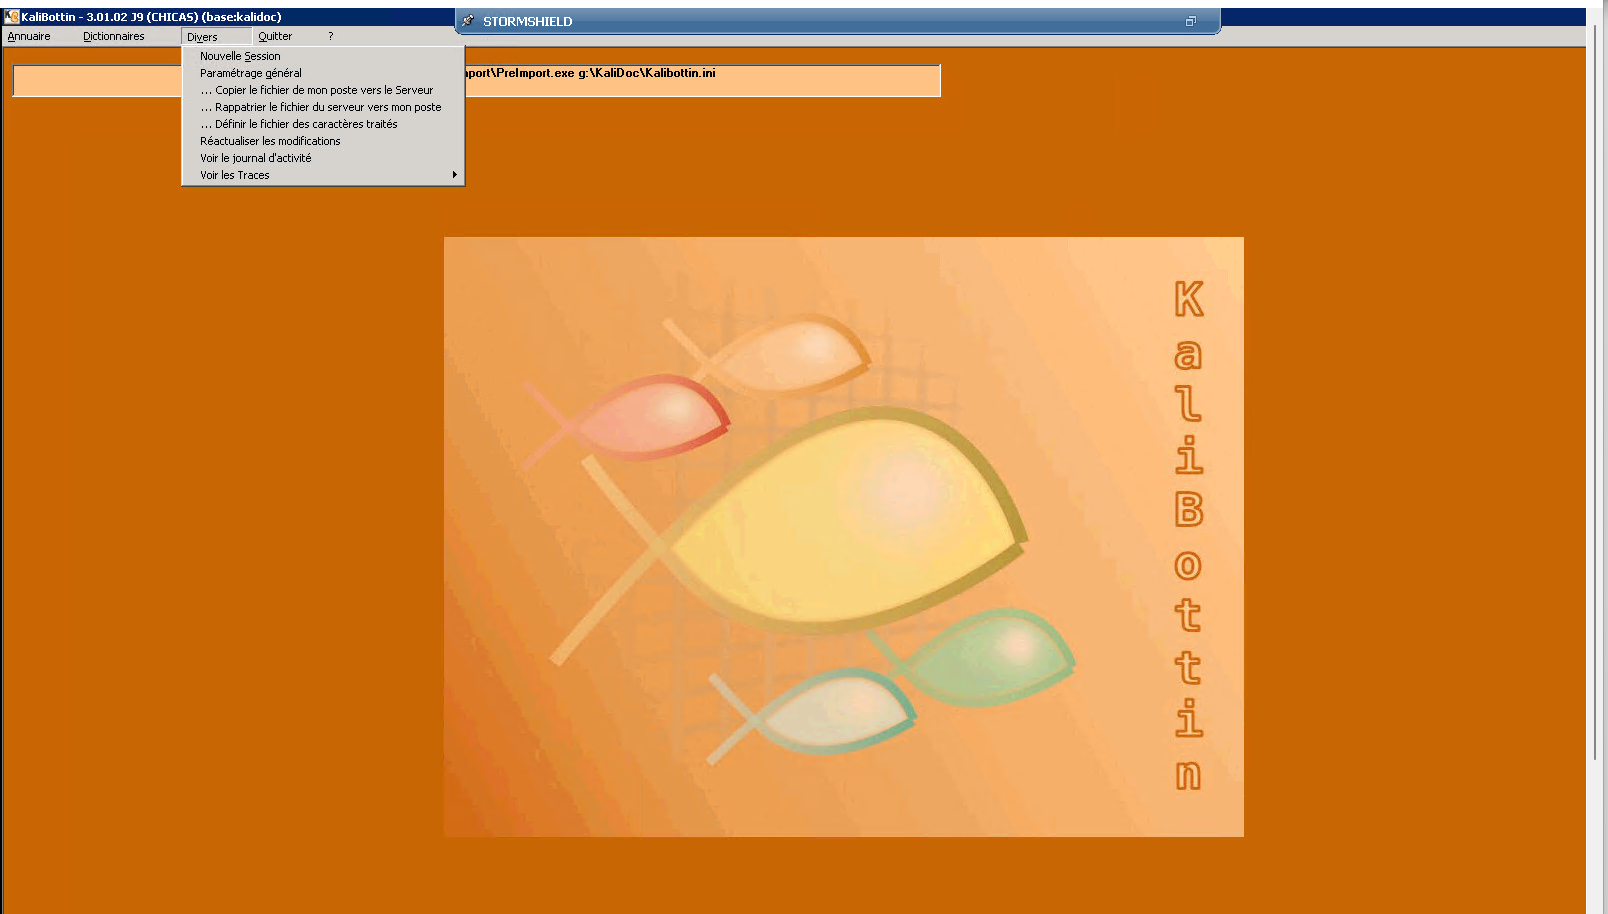 KaliBottin - 3.01.02 J9 (CHICAS) (base:kalidoc)
STORMSHIELD
Annuaire Dictionnaires Divers Quitter ?
Nouvelle Session
Paramétrage général
... Copier le fichier de mon poste vers le Serveur
... Rappatrier le fichier du serveur vers mon poste
... Définir le fichier des caractères traités
Réactualiser les modifications
Voir le journal d'activité
Voir les Traces
port\PreImport.exe g:\KaliDoc\Kalibottin.ini
KaliBottin